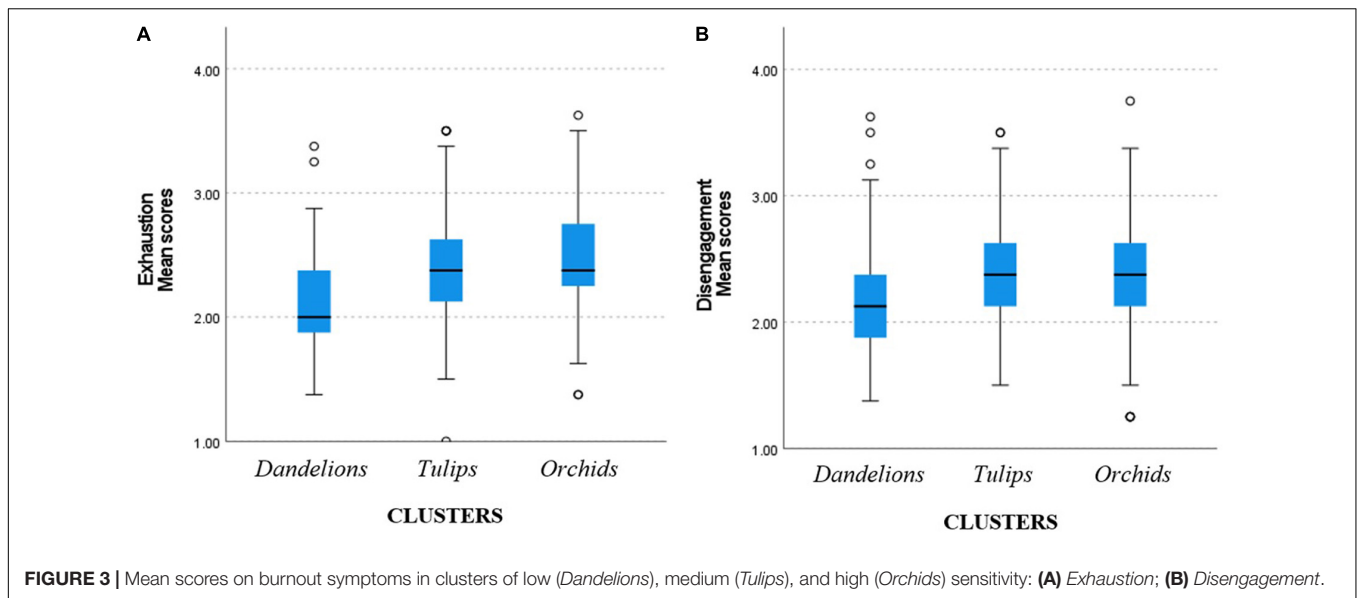 A
4.00
3.00
2.00
1.00
Exhaustion
Mean scores
Dandelions Tulips Orchids
CLUSTERS
B
4.00
3.00
2.00
1.00
Disengagement
Mean scores
Dandelions Tulips Orchids
CLUSTERS
FIGURE 3 | Mean scores on burnout symptoms in clusters of low (Dandelions), medium (Tulips), and high (Orchids) sensitivity: (A) Exhaustion; (B) Disengagement.